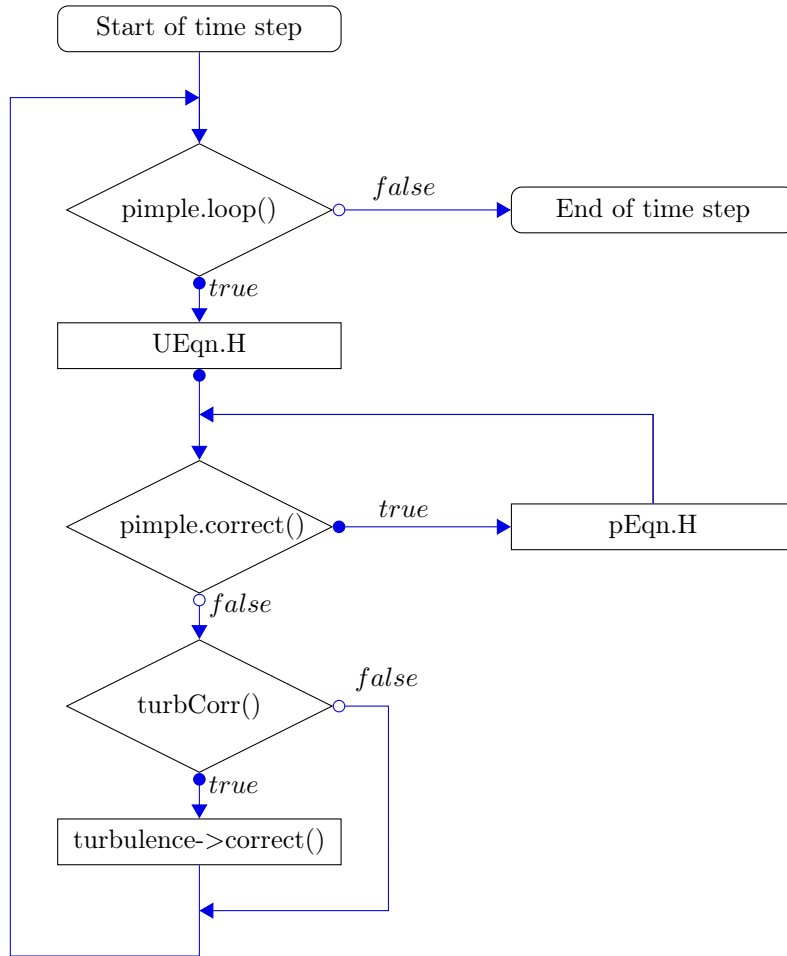 Start of time step
pimple.loop()
false
End of time step
true
UEqn.H
pimple.correct()
true
pEqn.H
false
turbCorr()
false
true
turbulence->correct()